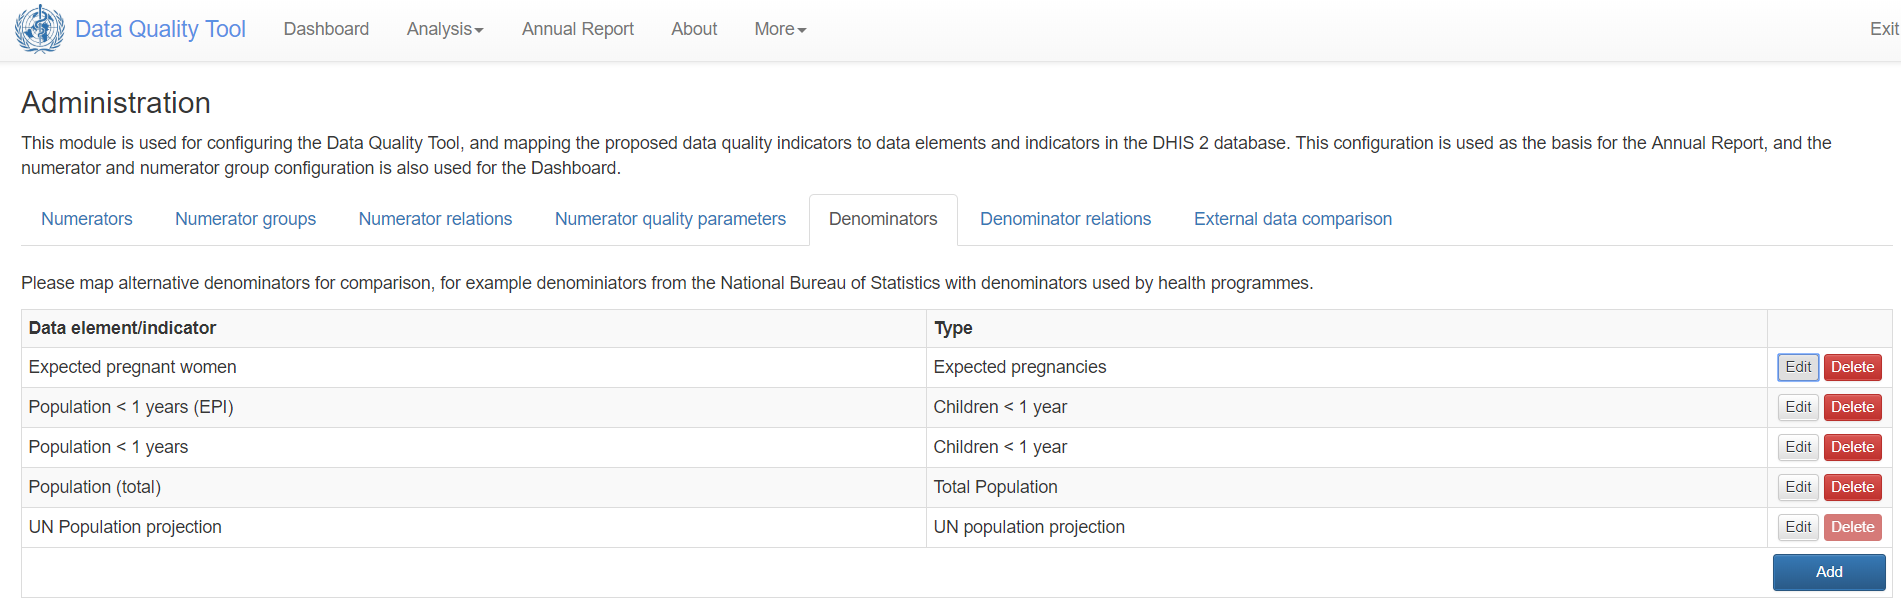 Data Quality Tool Dashboard Analysis Annual Report About More Exit
Administration
This module is used for configuring the Data Quality Tool, and mapping the proposed data quality indicators to data elements and indicators in the DHIS 2 database. This configuration is used as the basis for the Annual Report, and the
numerator and numerator group configuration is also used for the Dashboard.
Numerators Numerator groups Numerator relations Numerator quality parameters Denominators Denominator relations External data comparison
Please map alternative denominators for comparison, for example denominiators from the National Bureau of Statistics with denominators used by health programmes.
Data element/indicator Type
Expected pregnant women Expected pregnancies Edit Delete
Population < 1 years (EPI) Children < 1 year Edit Delete
Population < 1 years Children < 1 year Edit Delete
Population (total) Total Population Edit Delete
UN Population projection UN population projection Edit Delete
Add